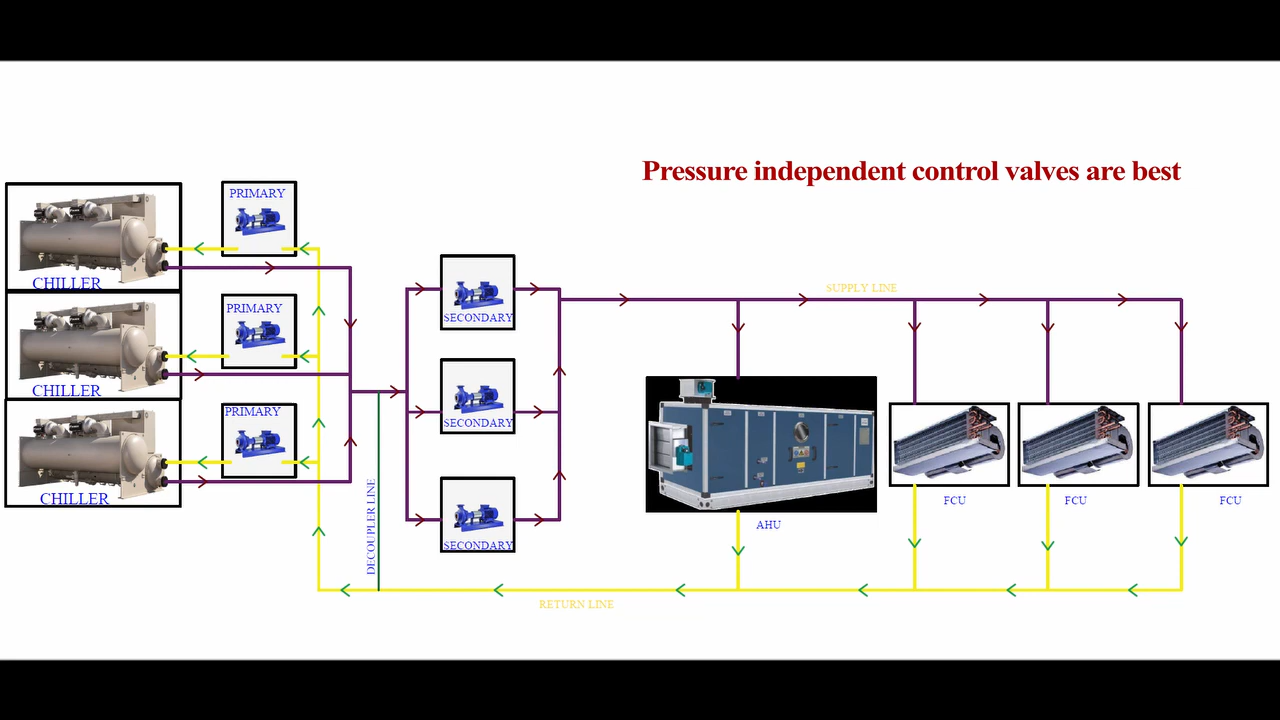 Pressure independent control valves are best
PRIMARY
CHILLER
PRIMARY
CHILLER
PRIMARY
CHILLER
DECOUPLER LINE
SECONDARY
SECONDARY
SECONDARY
SUPPLY LINE
AHU
FCU
FCU
FCU
RETURN LINE